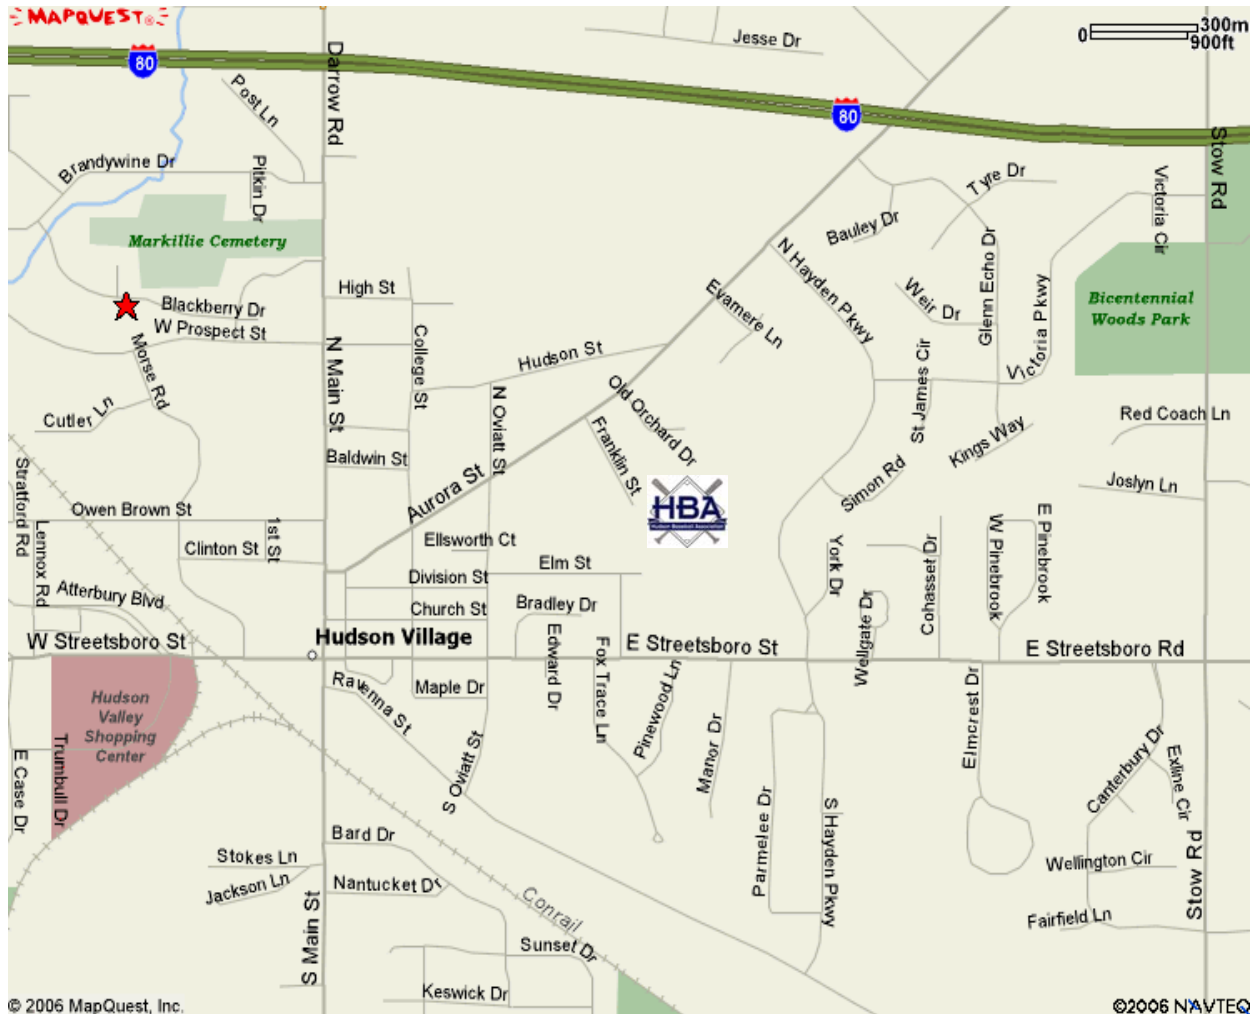 MAPQUEST
300m
0
900ft
Jesse Dr
80
80
Darrow Rd
Post Ln
Stow Rd
Brandywine Dr
Pitkin Dr
Tyre Dr
Victoria Cir
Markillie Cemetery
Bauley Dr
N Hayden Pkwy
Glenn Echo Dr
High St
Evamere Ln
Weir Dr
Victoria Pkwy
Bicentennial
Woods Park
Blackberry Dr
W Prospect St
Morse Rd
N Main St
College St
Hudson St
Old Orchard Dr
St James Cir
Cutler Ln
N Oviatt St
Franklin St
Kings Way
Red Coach Ln
Baldwin St
Aurora St
Simon Rd
Joslyn Ln
Stratford Rd
HBA
Hudson Baseball Association
Owen Brown St
Lennox Rd
1st St
Clinton St
Ellsworth Ct
Elm St
York Dr
Cohasset Dr
W Pinebrook
E Pinebrook
Division St
Atterbury Blvd
Church St
Bradley Dr
Wellgate Dr
W Streetsboro St
Hudson Village
Edward Dr
Fox Trace Ln
E Streetsboro St
E Streetsboro Rd
Hudson
Valley
Shopping
Center
Ravenna St
Maple Dr
Pinewood Ln
Manor Dr
Elmcrest Dr
Canterbury Dr
Exline Cir
E Case Dr
Trumbull Dr
S Oviatt St
Parmelee Dr
S Hayden Pkwy
Stow Rd
Bard Dr
Stokes Ln
Jackson Ln
Nantucket Dr
Wellington Cir
Conrail
Fairfield Ln
S Main St
Sunset Dr
Keswick Dr
© 2006 MapQuest, Inc.
©2006 NAVTEQ